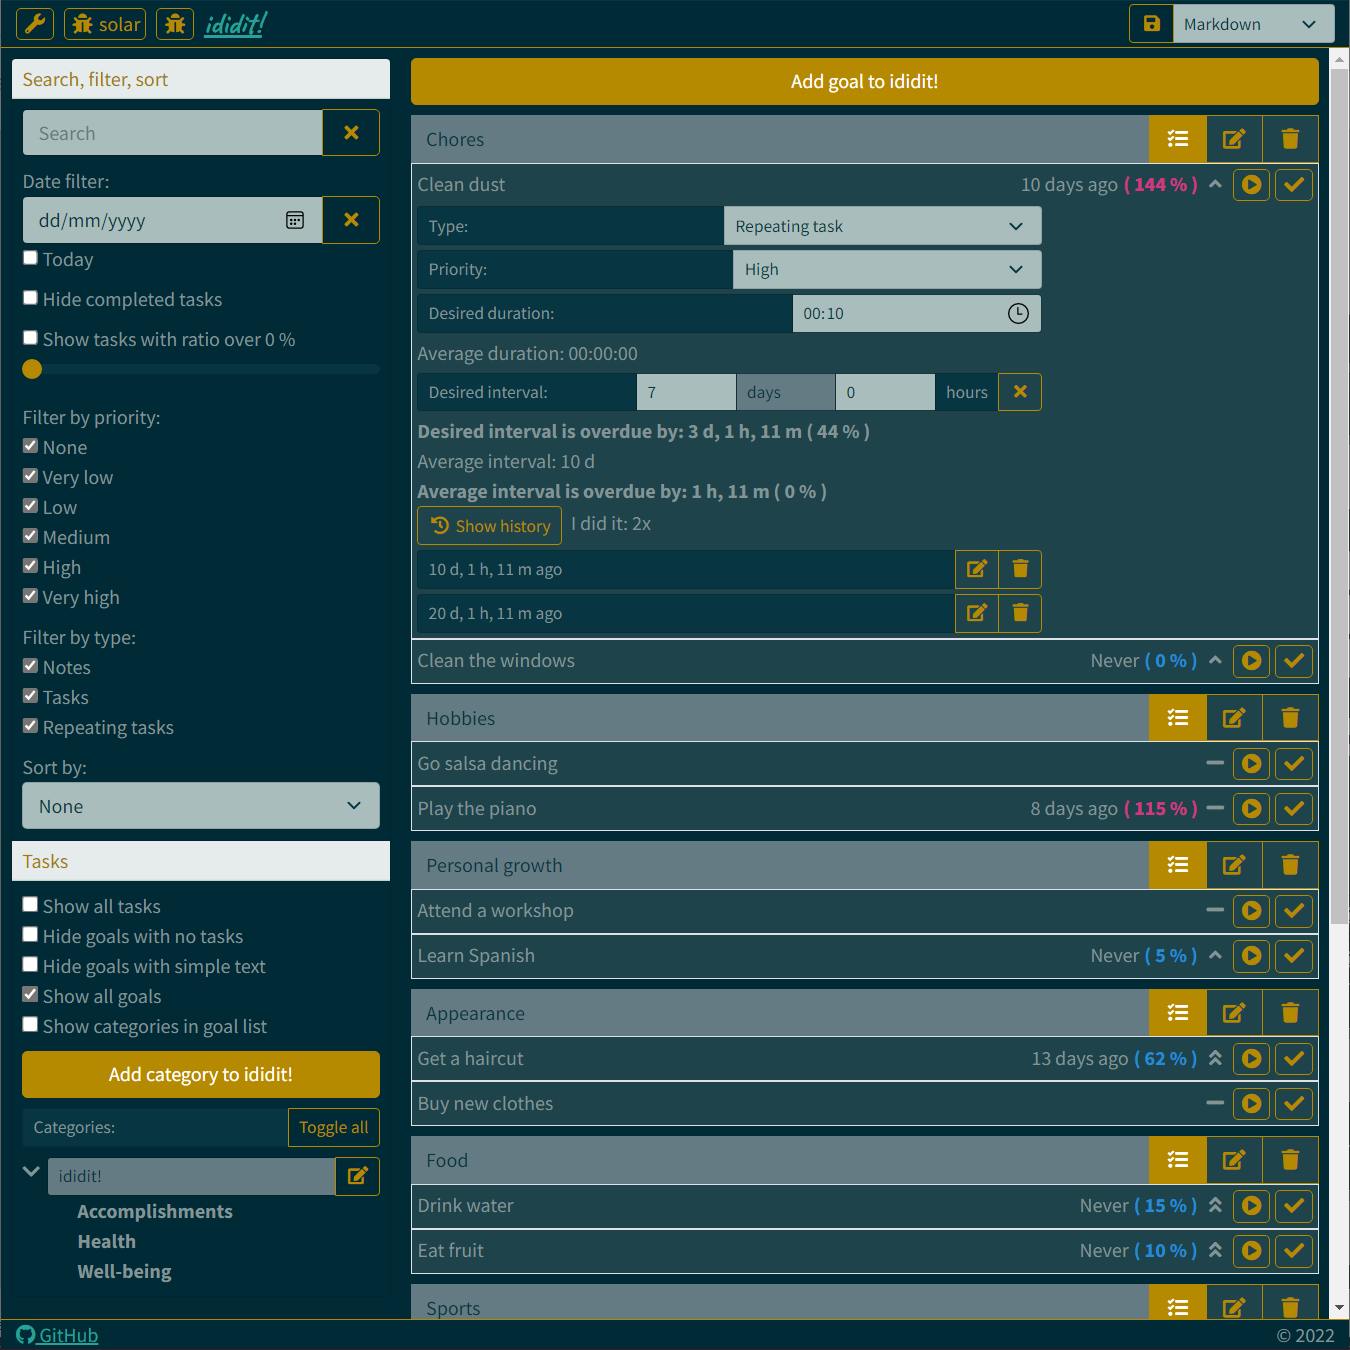 solar
ididit!
Markdown
Search, filter, sort
Search
Date filter:
dd/mm/yyyy
Today
Hide completed tasks
Show tasks with ratio over 0 %
Filter by priority:
None
Very low
Low
Medium
High
Very high
Filter by type:
Notes
Tasks
Repeating tasks
Sort by:
None
Tasks
Show all tasks
Hide goals with no tasks
Hide goals with simple text
Show all goals
Show categories in goal list
Add category to ididit!
Categories:
Toggle all
ididit!
Accomplishments
Health
Well-being
Add goal to ididit!
Chores
Clean dust 10 days ago ( 144 % )
Type: Repeating task
Priority: High
Desired duration: 00:10
Average duration: 00:00:00
Desired interval: 7 days 0 hours
Desired interval is overdue by: 3 d, 1 h, 11 m ( 44 % )
Average interval: 10 d
Average interval is overdue by: 1 h, 11 m ( 0 % )
Show history I did it: 2x
10 d, 1 h, 11 m ago
20 d, 1 h, 11 m ago
Clean the windows Never ( 0 % )
Hobbies
Go salsa dancing
Play the piano 8 days ago ( 115 % )
Personal growth
Attend a workshop
Learn Spanish Never ( 5 % )
Appearance
Get a haircut 13 days ago ( 62 % )
Buy new clothes
Food
Drink water Never ( 15 % )
Eat fruit Never ( 10 % )
Sports
GitHub
© 2022